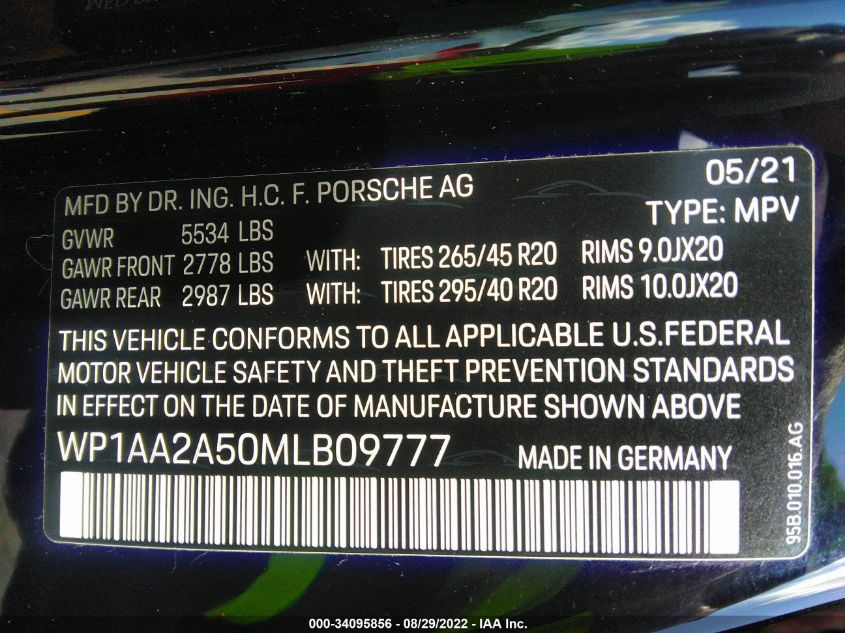 MFD BY DR. ING. H.C. F. PORSCHE AG 05/21
TYPE: MPV
GVWR 5534 LBS
GAWR FRONT 2778 LBS WITH: TIRES 265/45 R20 RIMS 9.0JX20
GAWR REAR 2987 LBS WITH: TIRES 295/40 R20 RIMS 10.0JX20
THIS VEHICLE CONFORMS TO ALL APPLICABLE U.S.FEDERAL
MOTOR VEHICLE SAFETY AND THEFT PREVENTION STANDARDS
IN EFFECT ON THE DATE OF MANUFACTURE SHOWN ABOVE
WP1AA2A50MLB09777 MADE IN GERMANY
95B.010.016.AG
000-34095856 - 08/29/2022 - IAA Inc.